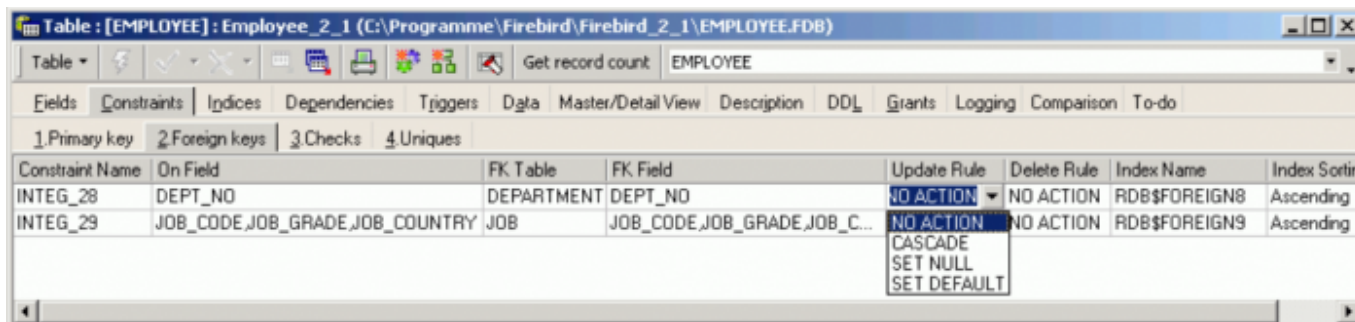 Table : [EMPLOYEE] : Employee_2_1 (C:\Programme\Firebird\Firebird_2_1\EMPLOYEE.FDB)
Table Get record count EMPLOYEE
Fields Constraints Indices Dependencies Triggers Data Master/Detail View Description DDL Grants Logging Comparison To-do
1.Primary key 2.Foreign keys 3.Checks 4.Uniques
Constraint Name On Field FK Table FK Field Update Rule Delete Rule Index Name Index Sortin
INTEG_28 DEPT_NO DEPARTMENT DEPT_NO NO ACTION NO ACTION RDB$FOREIGN8 Ascending
INTEG_29 JOB_CODE,JOB_GRADE,JOB_COUNTRY JOB JOB_CODE,JOB_GRADE,JOB_C... NO ACTION NO ACTION RDB$FOREIGN9 Ascending
CASCADE
SET NULL
SET DEFAULT